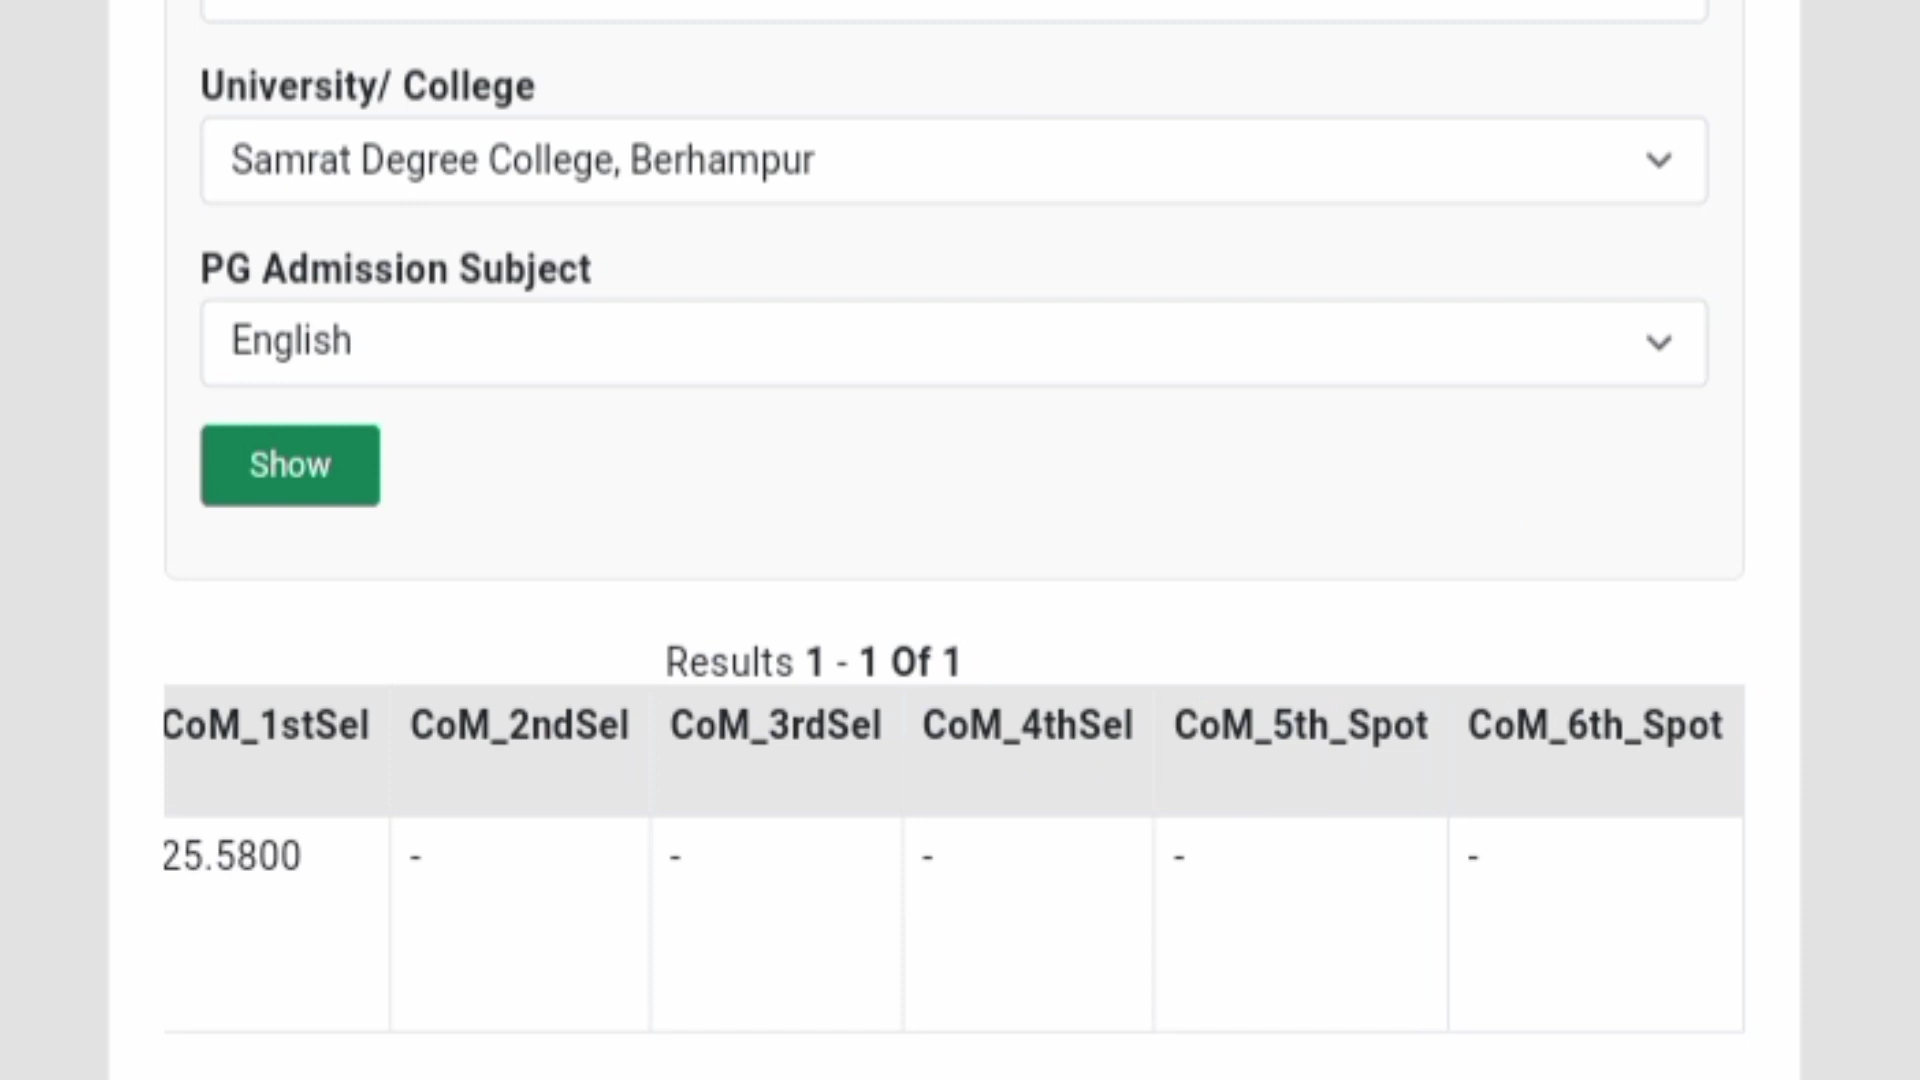 University/ College
Samrat Degree College, Berhampur
PG Admission Subject
English
Show
Results 1 - 1 Of 1
CoM_1stSel CoM_2ndSel CoM_3rdSel CoM_4thSel CoM_5th_Spot CoM_6th_Spot
25.5800 - - - - -